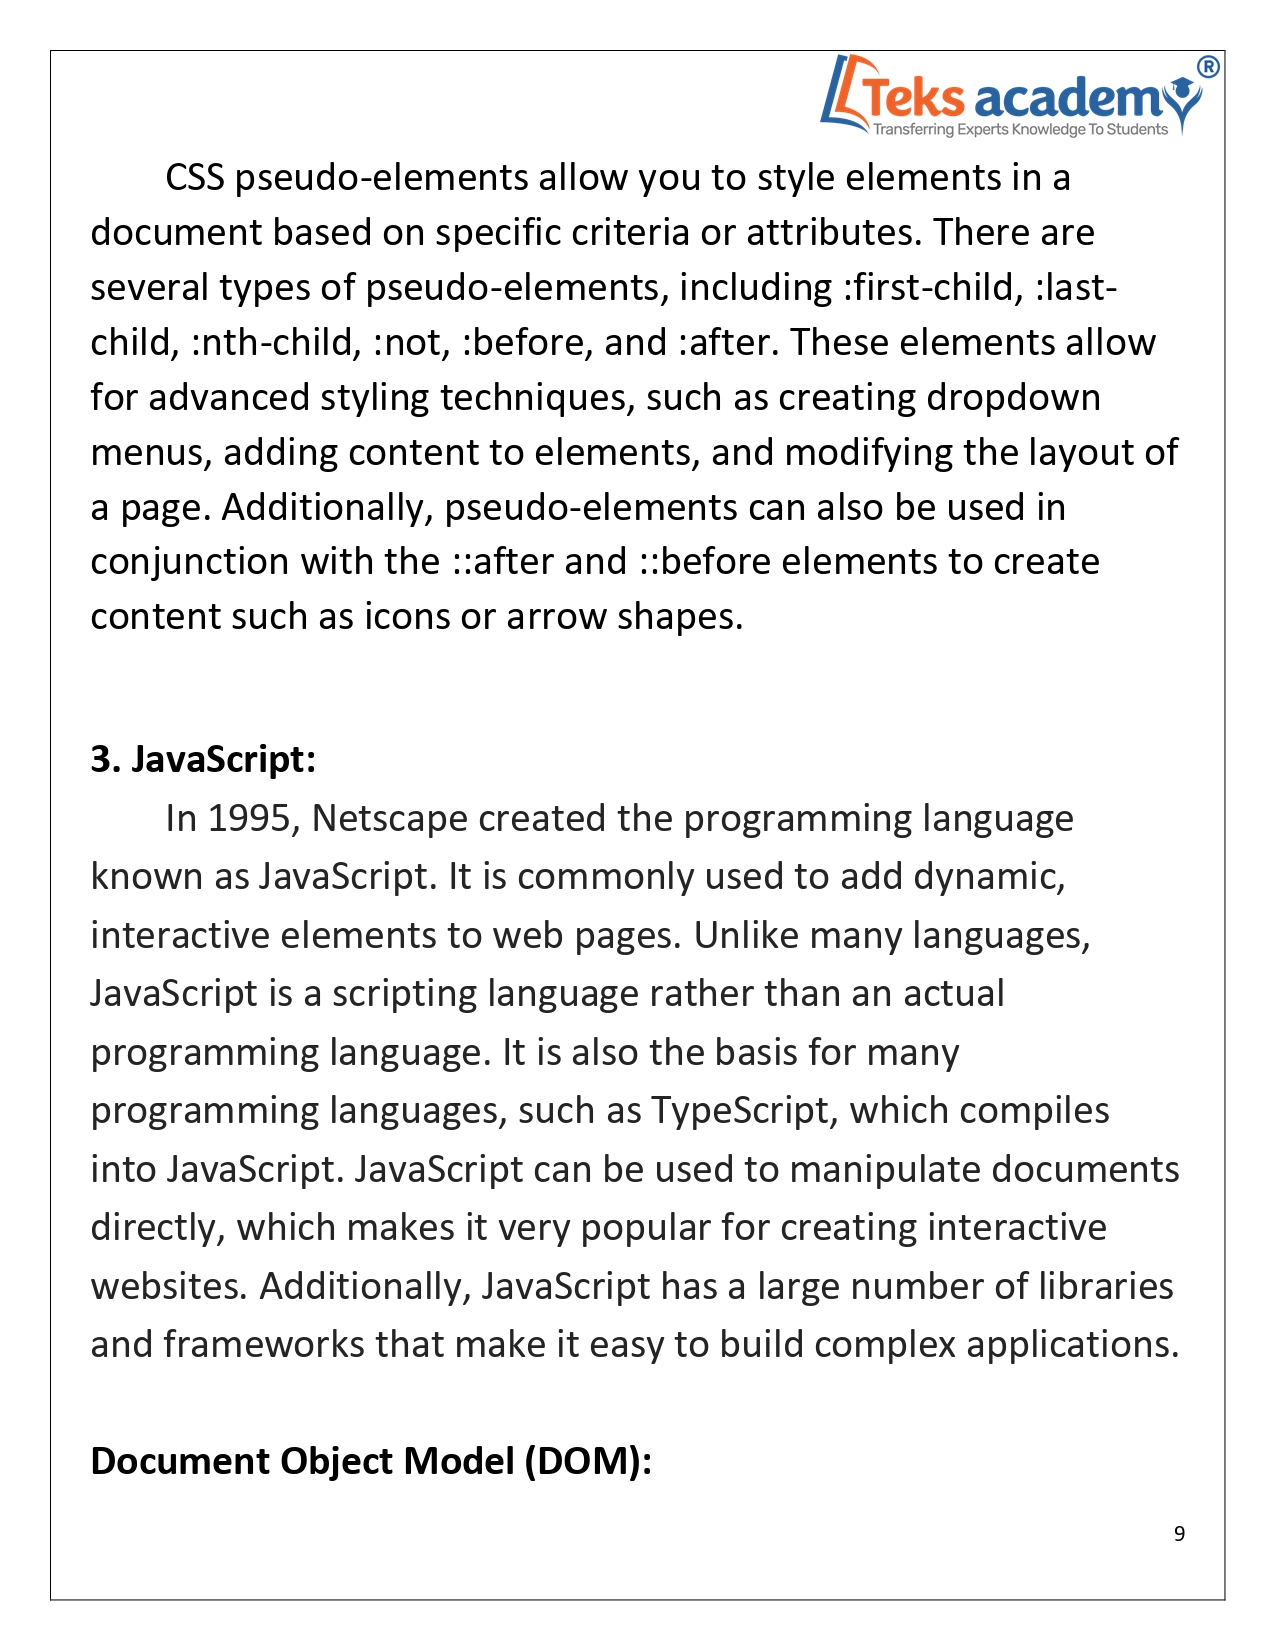 Teks academy®
Transferring Experts Knowledge To Students
CSS pseudo-elements allow you to style elements in a
document based on specific criteria or attributes. There are
several types of pseudo-elements, including :first-child, :last-
child, :nth-child, :not, :before, and :after. These elements allow
for advanced styling techniques, such as creating dropdown
menus, adding content to elements, and modifying the layout of
a page. Additionally, pseudo-elements can also be used in
conjunction with the ::after and ::before elements to create
content such as icons or arrow shapes.
3. JavaScript:
In 1995, Netscape created the programming language
known as JavaScript. It is commonly used to add dynamic,
interactive elements to web pages. Unlike many languages,
JavaScript is a scripting language rather than an actual
programming language. It is also the basis for many
programming languages, such as TypeScript, which compiles
into JavaScript. JavaScript can be used to manipulate documents
directly, which makes it very popular for creating interactive
websites. Additionally, JavaScript has a large number of libraries
and frameworks that make it easy to build complex applications.
Document Object Model (DOM):
9